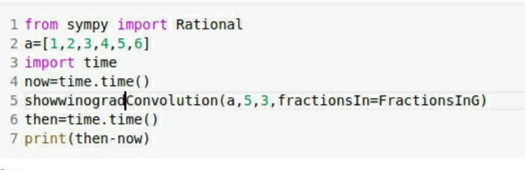 1 from sympy import Rational
2 a=[1,2,3,4,5,6]
3 import time
4 now=time.time()
5 showwinogradConvolution(a,5,3,fractionsIn=FractionsInG)
6 then=time.time()
7 print(then-now)